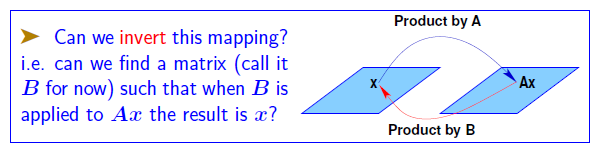 ➤ Can we invert this mapping?
i.e. can we find a matrix (call it
B for now) such that when B is
applied to Ax the result is x?
Product by A
x
Ax
Product by B